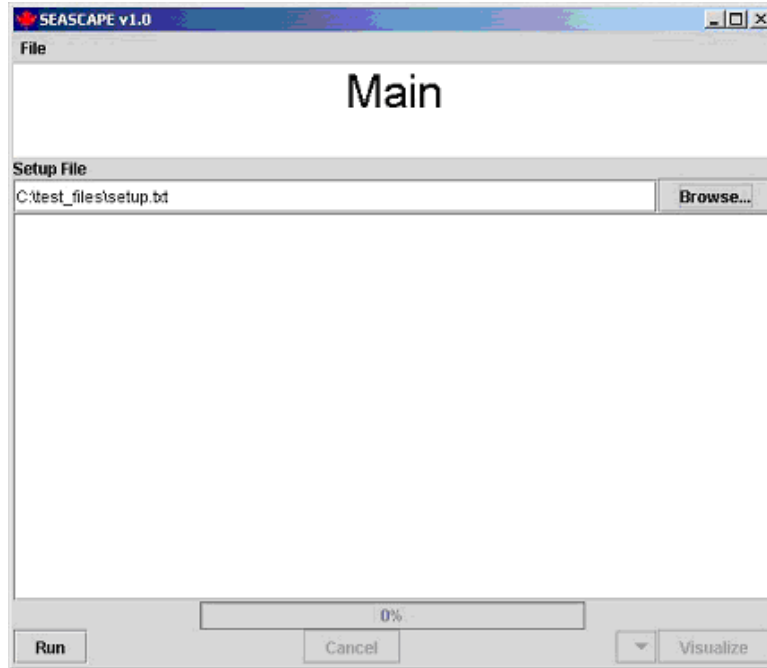 SEASCAPE v1.0
File
Main
Setup File
C:\test_files\setup.txt
Browse...
0%
Run
Cancel
Visualize